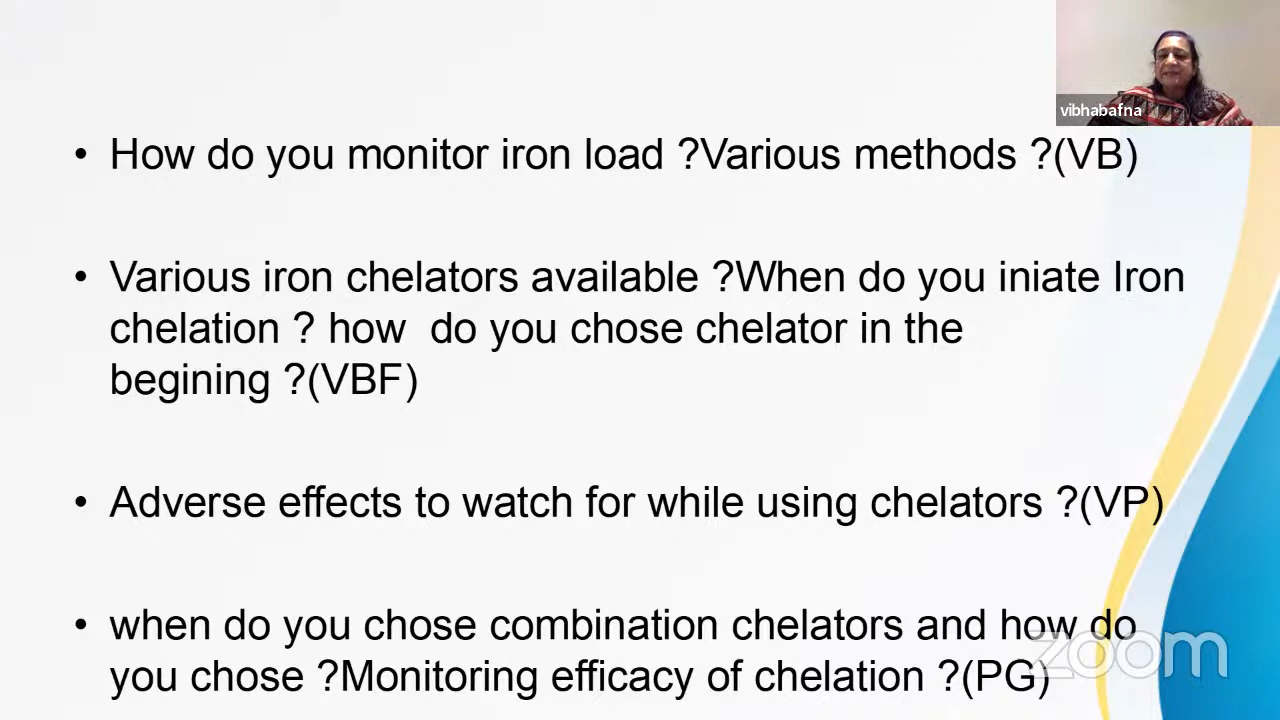 vibhabafna
• How do you monitor iron load ?Various methods ?(VB)
• Various iron chelators available ?When do you iniate Iron
chelation ? how  do you chose chelator in the
begining ?(VBF)
• Adverse effects to watch for while using chelators ?(VP)
• when do you chose combination chelators and how do
you chose ?Monitoring efficacy of chelation ?(PG)
zoom